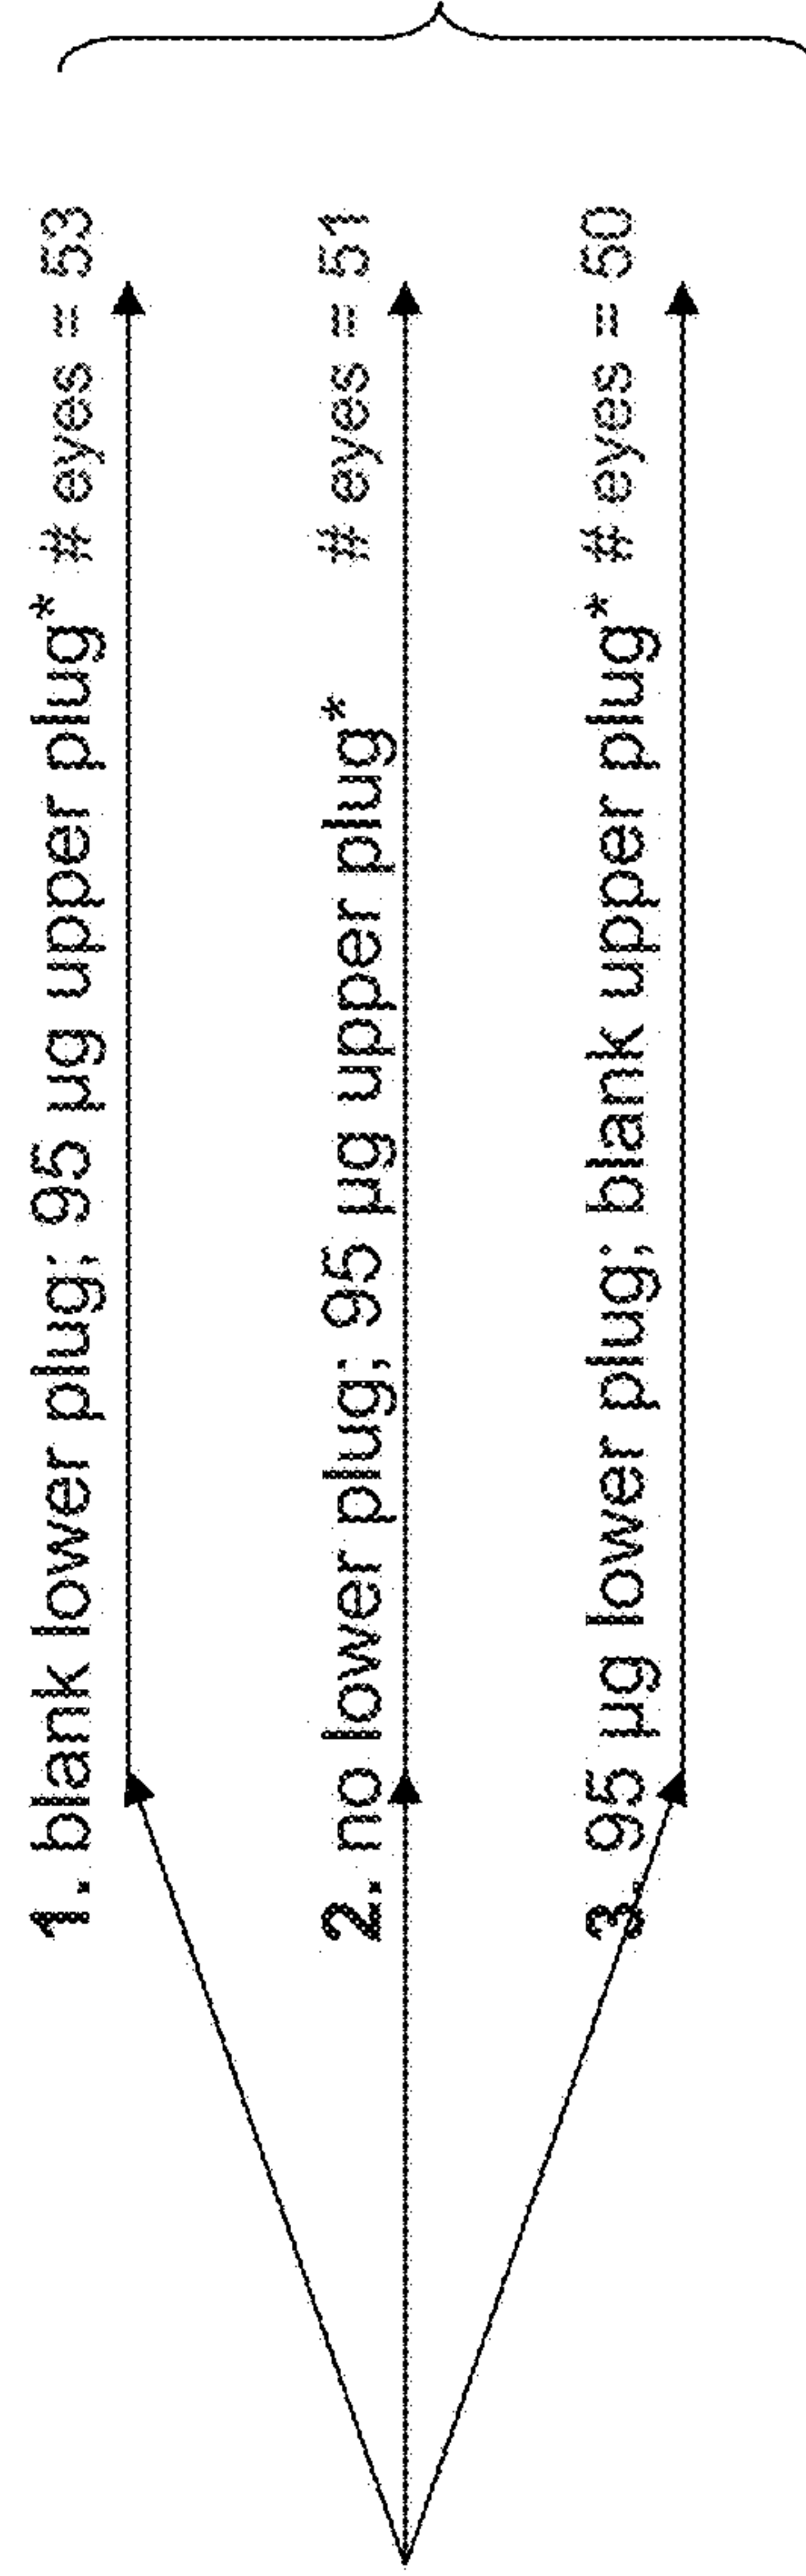 1. blank lower plug; 95 µg upper plug* # eyes = 53
2. no lower plug; 95 µg upper plug* # eyes = 51
3. 95 µg lower plug; blank upper plug* # eyes = 50